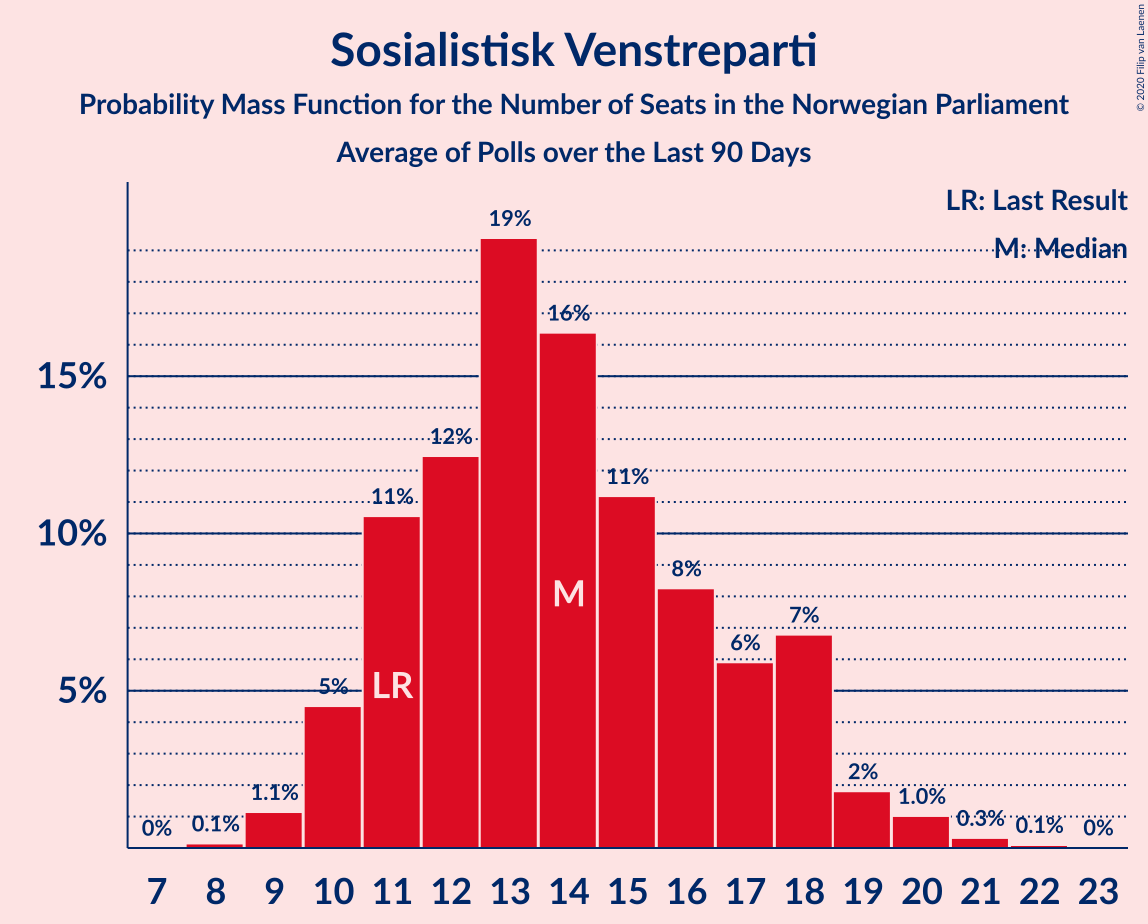 Sosialistisk Venstreparti
Probability Mass Function for the Number of Seats in the Norwegian Parliament
Average of Polls over the Last 90 Days
© 2020 Filip van Laenen
LR: Last Result
M: Median
15%
10%
5%
0%
0.1%
1.1%
5%
11%
12%
19%
16%
11%
8%
6%
7%
2%
1.0%
0.3%
0.1%
0%
LR
M
7 8 9 10 11 12 13 14 15 16 17 18 19 20 21 22 23